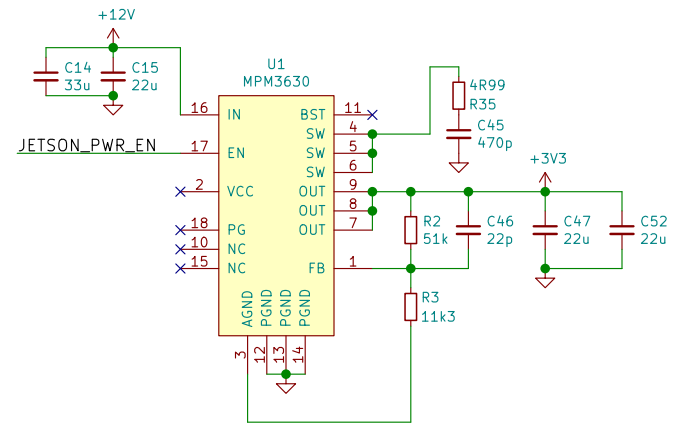 +12V
C14
33u
C15
22u
U1
MPM3630
16
IN
JETSON_PWR_EN
17
EN
2
VCC
18
PG
10
NC
15
NC
BST
11
SW
4
SW
5
SW
6
OUT
9
OUT
8
OUT
7
FB
1
AGND
PGND
PGND
PGND
3
12
13
14
4R99
R35
C45
470p
+3V3
R2
51k
C46
22p
C47
22u
C52
22u
R3
11k3